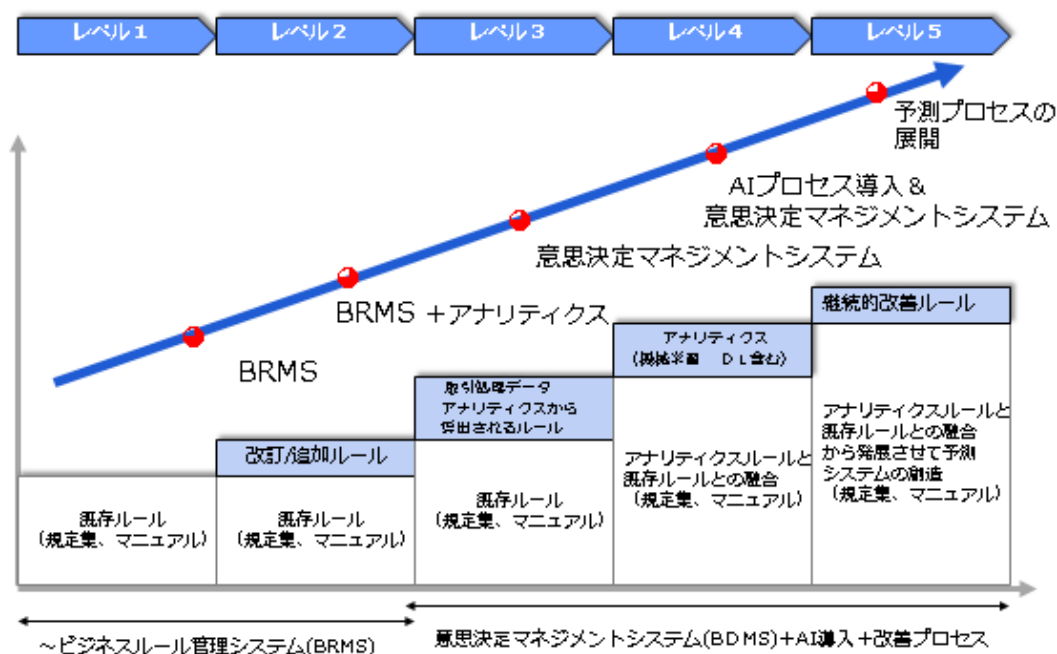 レベル1
レベル2
レベル3
レベル4
レベル5
予測プロセスの
展開
AIプロセス導入&
意思決定マネジメントシステム
意思決定マネジメントシステム
BRMS +アナリティクス
BRMS
継続的改善ルール
アナリティクス
DL含む)
取引処理データ
アナリティクスから
されるルール
改訂/追加ルール
既存ルール
(規定集、マニュアル)
既存ルール
(規定集、マニュアル)
既存ルール
(規定集、マニュアル)
アナリティクスルールと
既存ルールとの融合
(規定集、マニュアル)
アナリティクスルールと
既存ルールとの融合
から発展させて予測
システムの創造
(規定集、マニュアル)
~ビジネスルール管理システム(BRMS)
意思決定マネジメントシステム(BDMS)+AI導入+改善プロセス